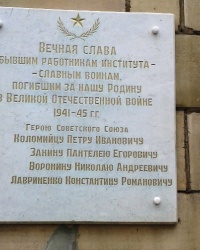 Вечная слава
бывшим работникам института-
-славным воинам,
погибшим за нашу Родину
в Великой Отечественной войне
1941-45 гг.
Герою Советского Союза
Коломийцу Петру Ивановичу
Занину Пантелею Егоровичу
Воронину Николаю Андреевичу
Лавриненко Константину Романовичу